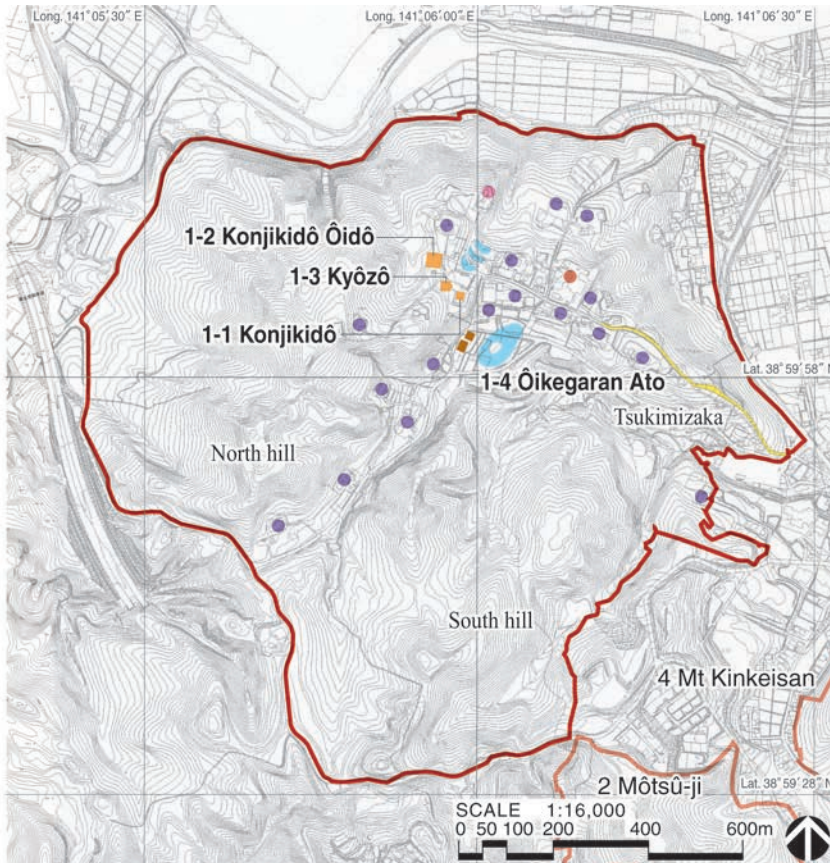 Long. 141° 05′ 30″ E
Long. 141° 06′ 00″ E
Long. 141° 06′ 30″ E
1-2 Konjikidô Ôidô
1-3 Kyôzô
1-1 Konjikidô
1-4 Ôikegaran Ato
Lat. 38° 59′ 58″ N
Tsukimizaka
North hill
South hill
4 Mt Kinkeisan
2 Môtsû-ji
Lat. 38° 59′ 28″ N
SCALE 1:16,000
0 50 100 200 400 600m